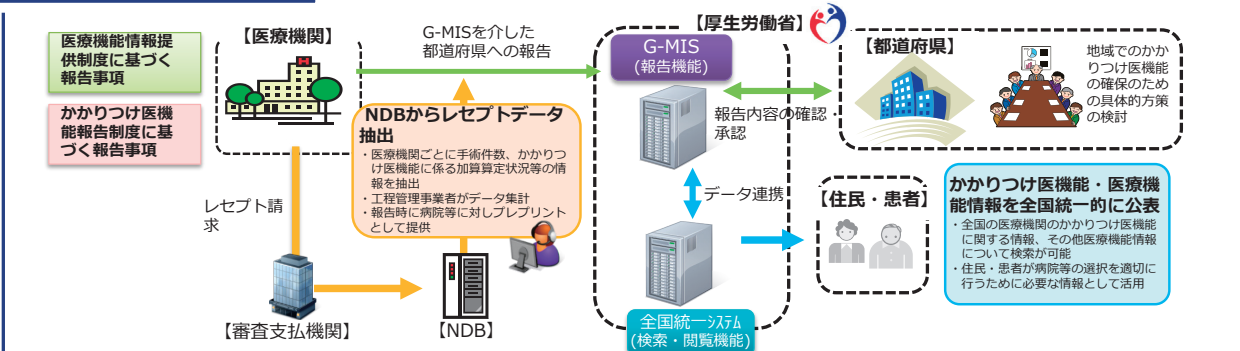 医療機能情報提
供制度に基づく
報告事項
かかりつけ医機
能報告制度に基
づく報告事項
【医療機関】
G-MISを介した
都道府県への報告
NDBからレセプトデータ
抽出
・医療機関ごとに手術件数、かかりつ
け医機能に係る加算算定状況等の情
報を抽出
・工程管理事業者がデータ集計
・報告時に病院等に対しプレプリント
として提供
レセプト請
求
【審査支払機関】
【NDB】
【厚生労働省】
G-MIS
(報告機能)
報告内容の確認・
承認
データ連携
全国統一システム
(検索・閲覧機能)
【都道府県】
地域でのかか
りつけ医機能
の確保のため
の具体的方策
の検討
【住民・患者】
かかりつけ医機能・医療機
能情報を全国統一的に公表
・全国の医療機関のかかりつけ医機能
に関する情報、その他医療機能情報
について検索が可能
・住民・患者が病院等の選択を適切に
行うために必要な情報として活用